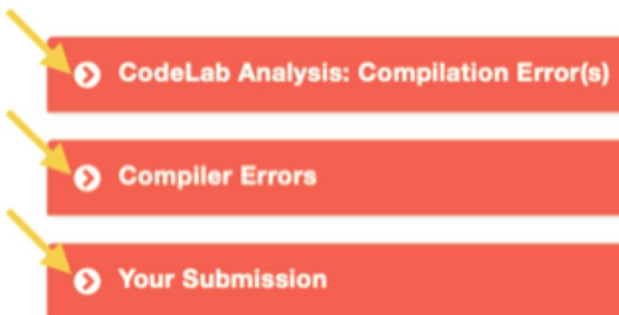 CodeLab Analysis: Compilation Error(s)
Compiler Errors
Your Submission